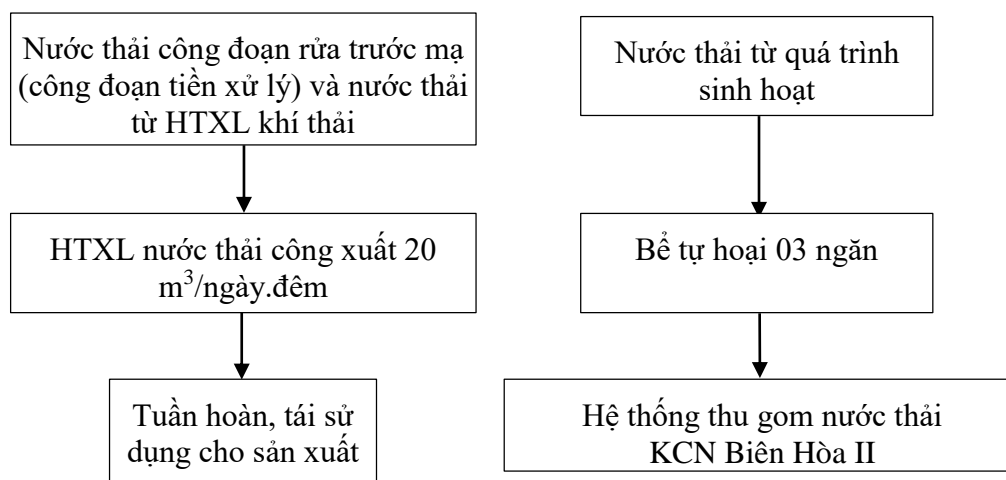 Nước thải công đoạn rửa trước mạ
(công đoạn tiền xử lý) và nước thải
từ HTXL khí thải
Nước thải từ quá trình
sinh hoạt
HTXL nước thải công xuất 20
m³/ngày.đêm
Bể tự hoại 03 ngăn
Tuần hoàn, tái sử
dụng cho sản xuất
Hệ thống thu gom nước thải
KCN Biên Hòa II